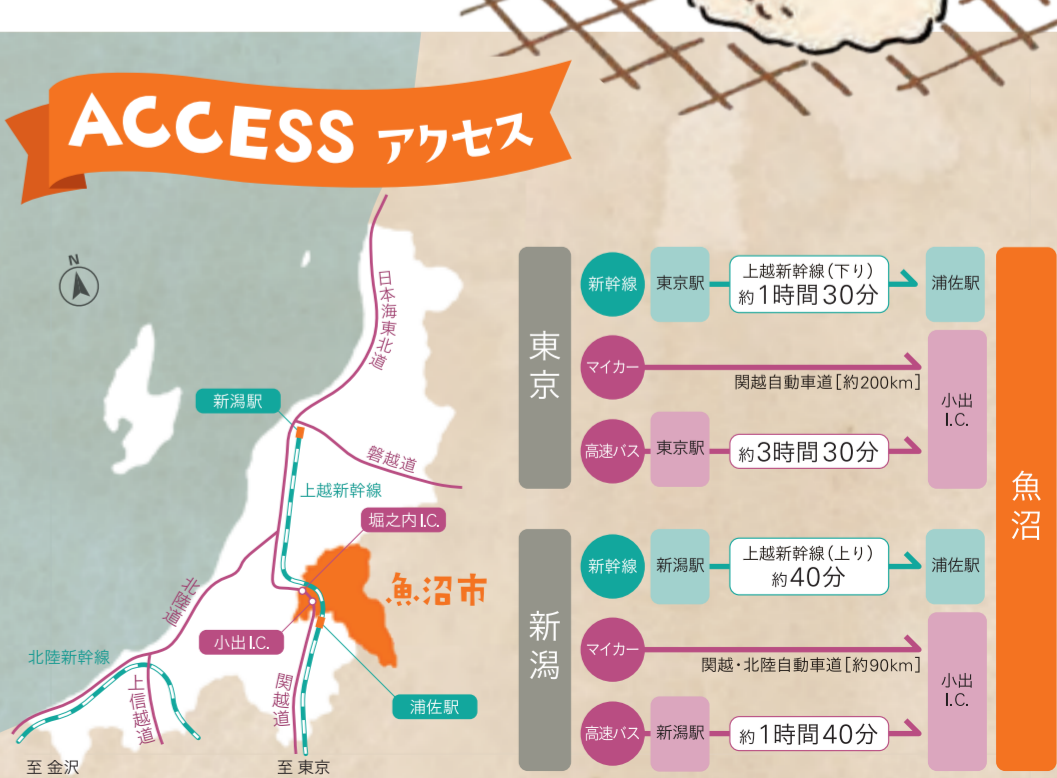 ACCESS アクセス
N
日本海東北道
新潟駅
磐越道
上越新幹線
堀之内I.C.
魚沼市
北陸道
小出I.C.
北陸新幹線
上信越道
関越道
浦佐駅
至 金沢
至 東京
東京
新幹線
東京駅
上越新幹線(下り)
約1時間30分
浦佐駅
マイカー
関越自動車道[約200km]
小出
I.C.
高速バス
東京駅
約3時間30分
新潟
新幹線
新潟駅
上越新幹線(上り)
約40分
浦佐駅
マイカー
関越・北陸自動車道[約90km]
小出
I.C.
高速バス
新潟駅
約1時間40分
魚沼